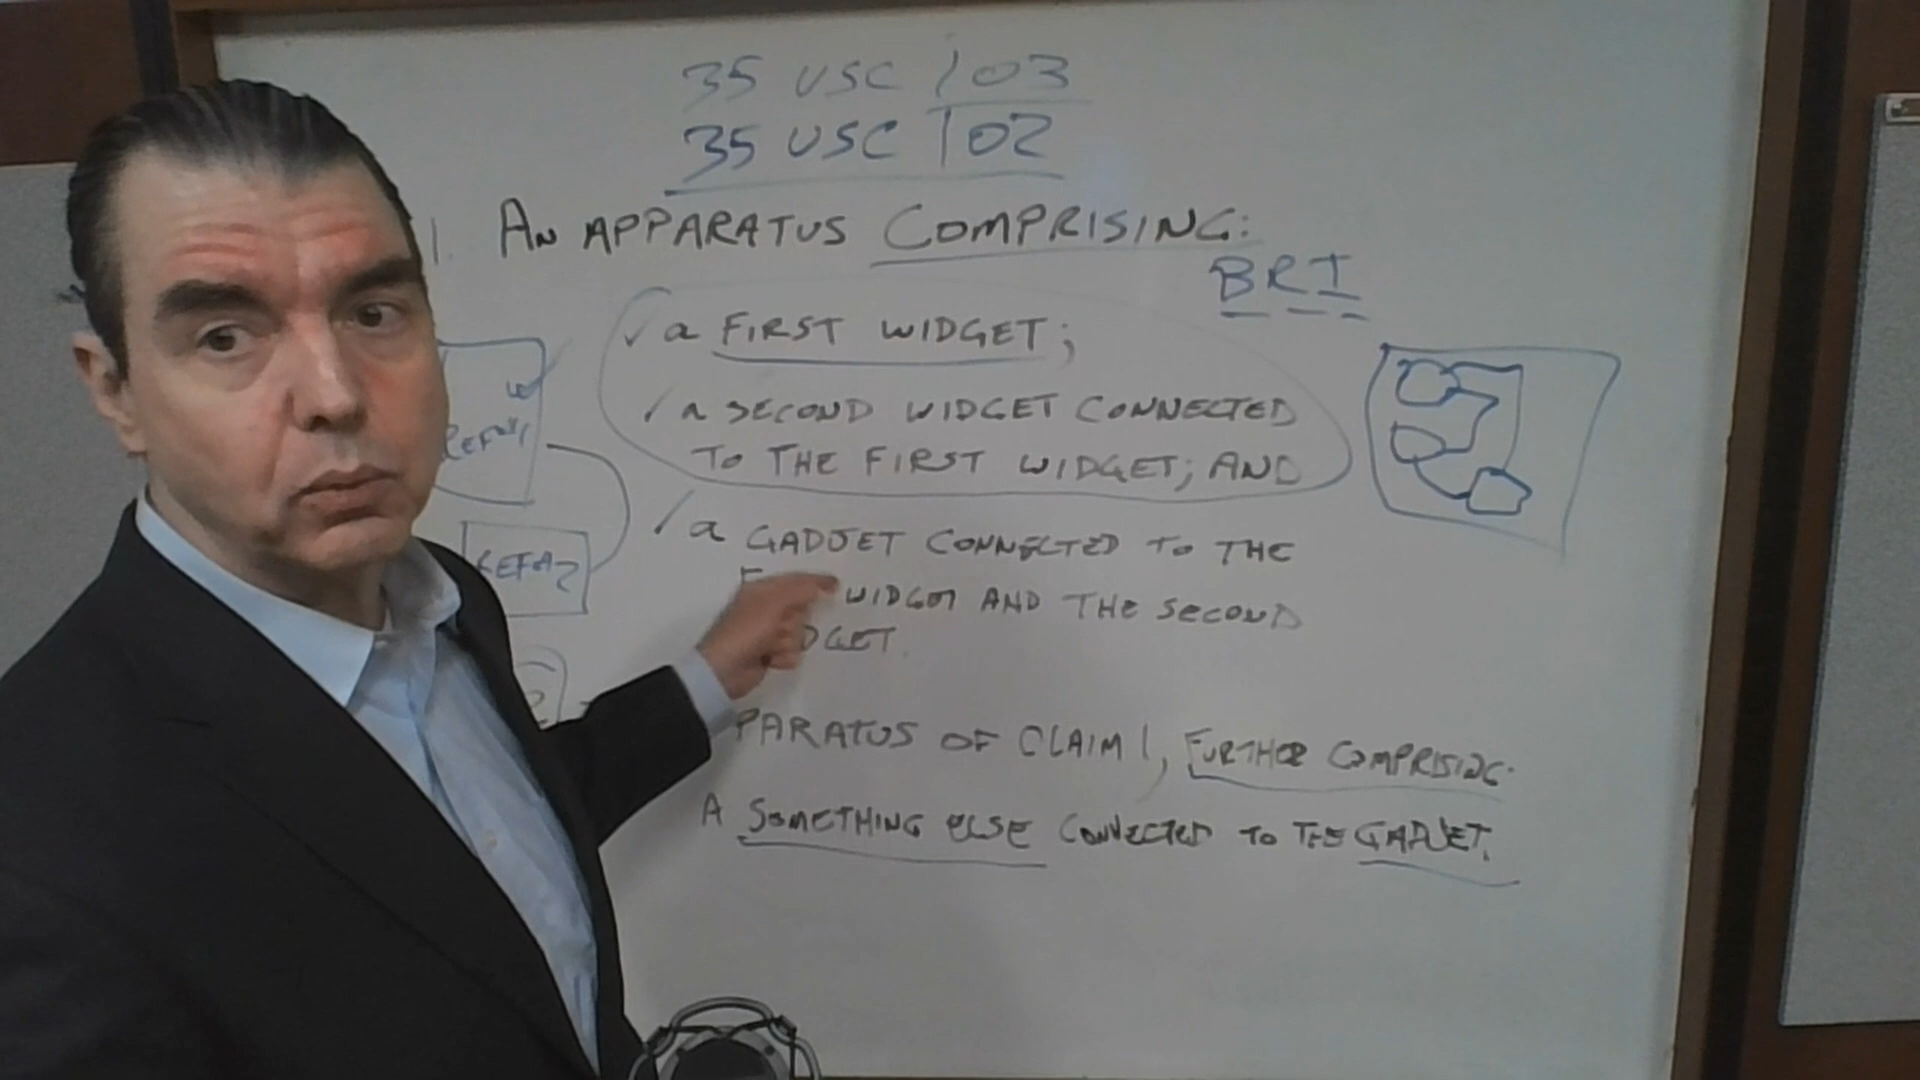 35 USC 103
35 USC 102
1. AN APPARATUS COMPRISING:
BRI
a FIRST WIDGET;
a SECOND WIDGET CONNECTED
TO THE FIRST WIDGET; AND
a GADJET CONNECTED TO THE
WIDGET AND THE SECOND
DGET.
PARATUS OF CLAIM 1, FURTHER COMPRISING:
A SOMETHING ELSE CONNECTED TO THE GADJET.